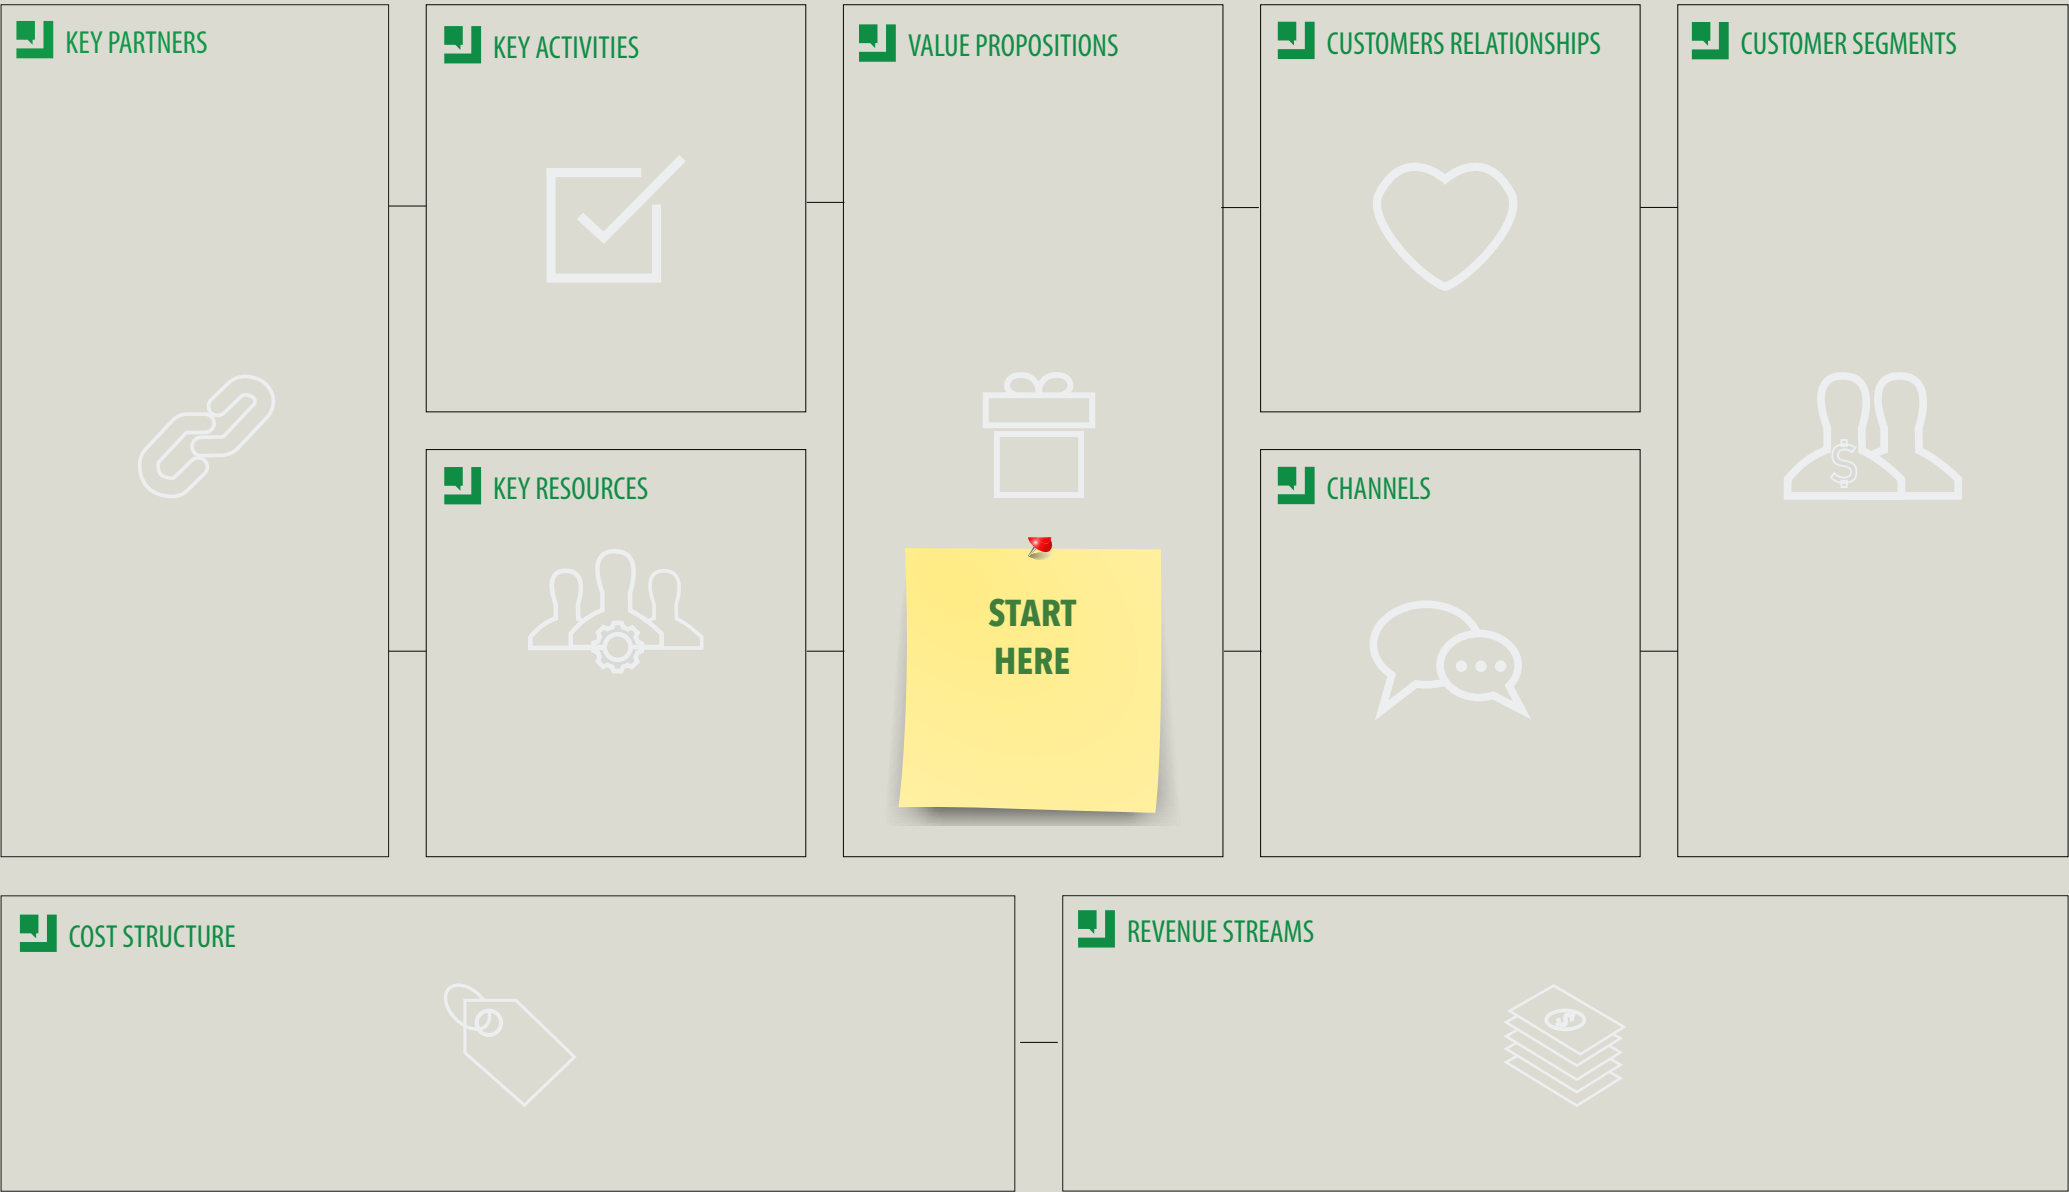 KEY PARTNERS
KEY ACTIVITIES
VALUE PROPOSITIONS
CUSTOMERS RELATIONSHIPS
CUSTOMER SEGMENTS
KEY RESOURCES
CHANNELS
$
START
HERE
COST STRUCTURE
REVENUE STREAMS
$